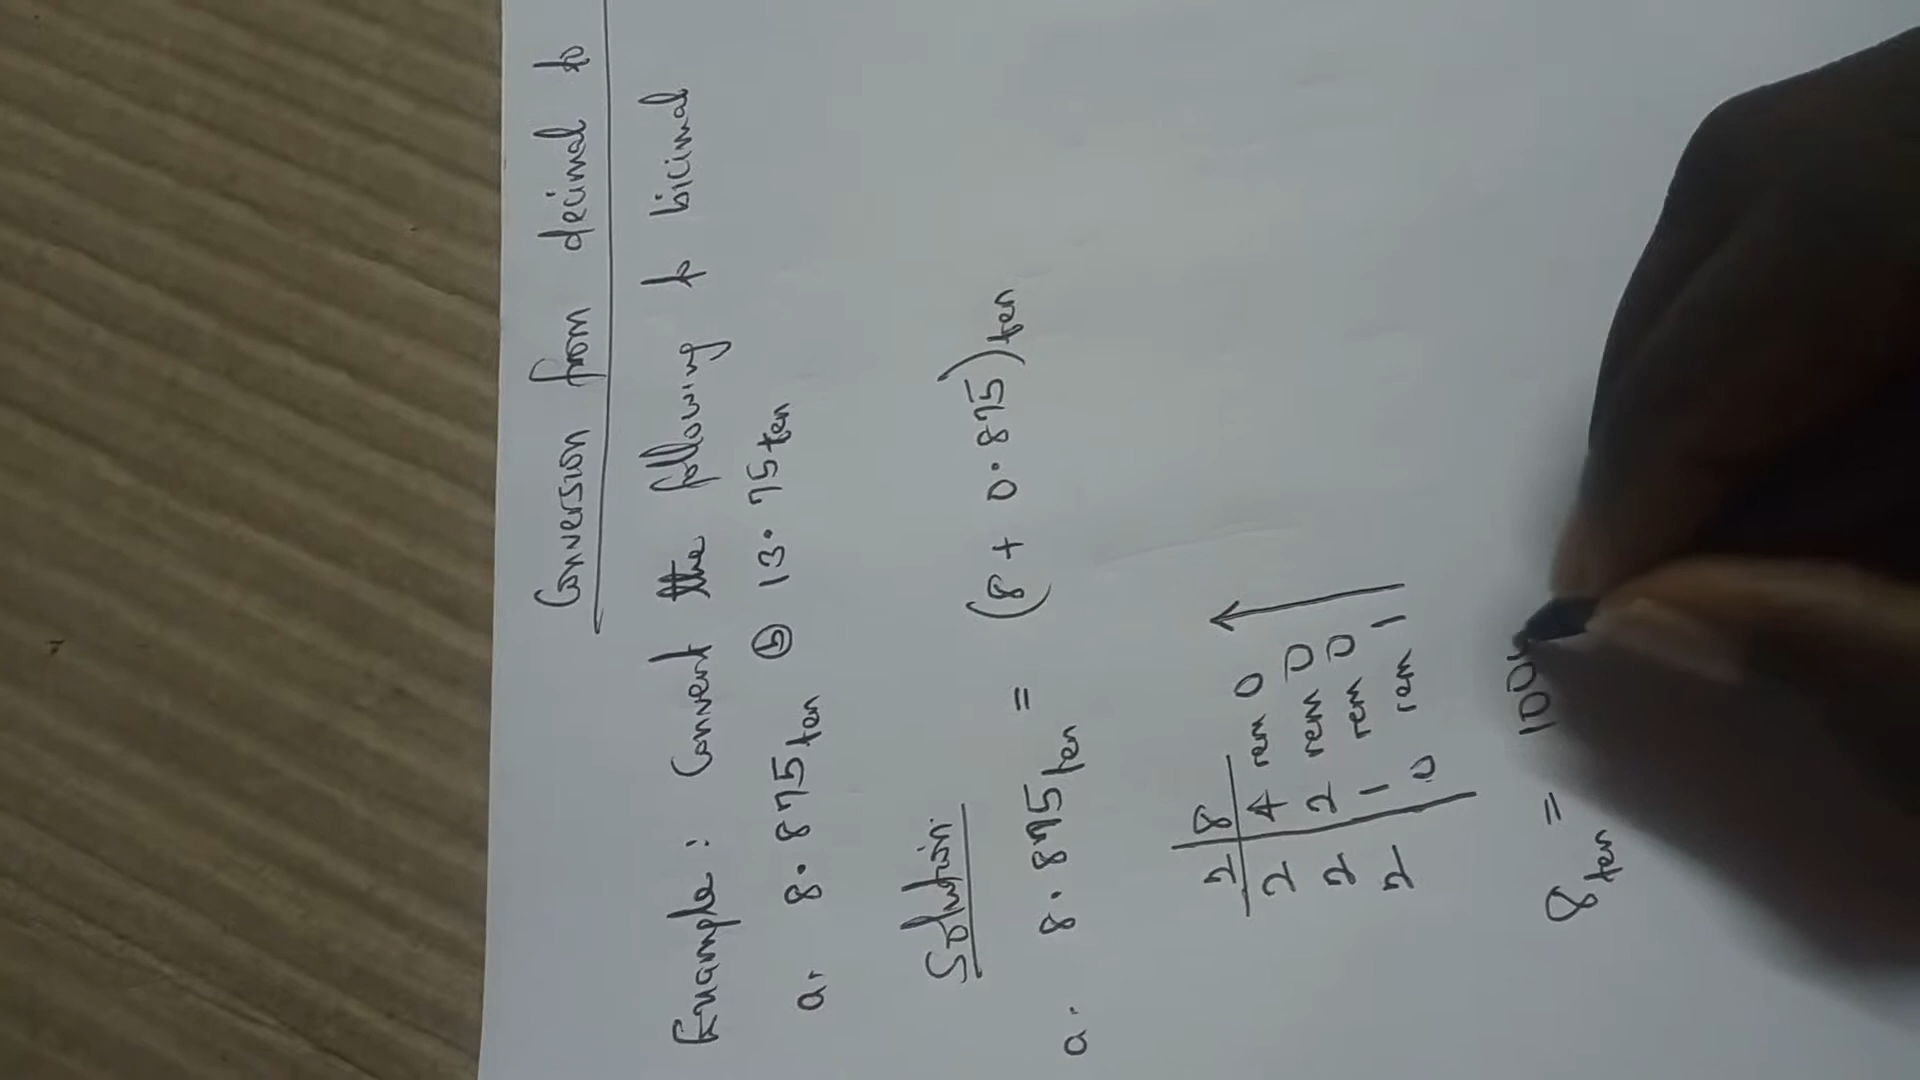 Conversion from decimal to
Example: Convert the following to bicimal
a. 8.875ten (b) 13.75ten
Solution
a. 8.875ten = (8 + 0.875)ten
2 8
2 4 rem 0
2 2 rem 0
2 1 rem 0
0 rem 1
8ten = 100